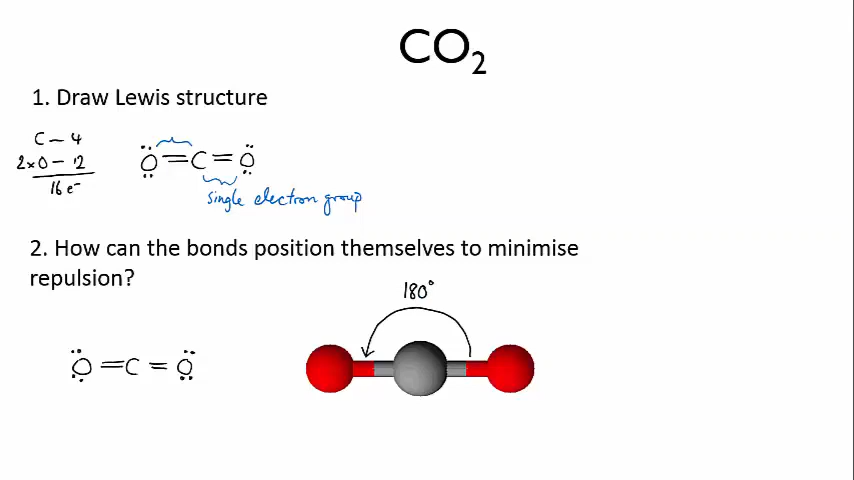 CO₂
1. Draw Lewis structure
C – 4
2×O – 12
16 e⁻
O = C = O
single electron group
2. How can the bonds position themselves to minimise
repulsion?
180°
O = C = O